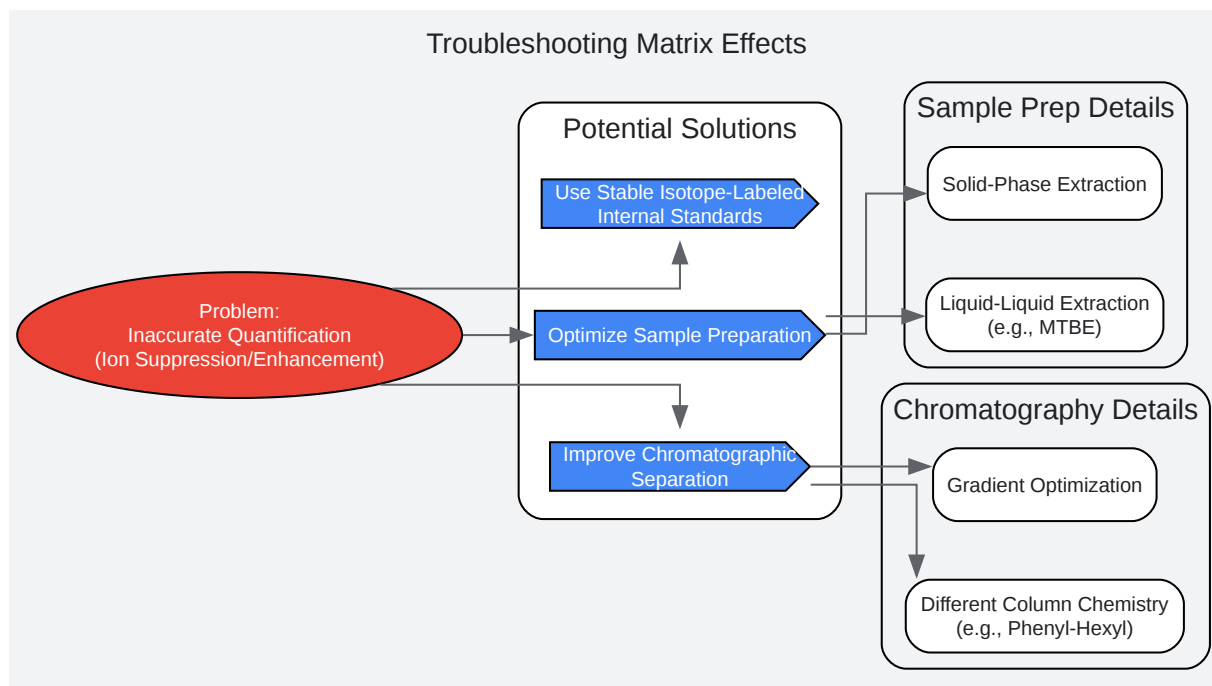 Troubleshooting Matrix Effects
Problem:
Inaccurate Quantification
(Ion Suppression/Enhancement)
Potential Solutions
Use Stable Isotope-Labeled
Internal Standards
Optimize Sample Preparation
Improve Chromatographic
Separation
Sample Prep Details
Solid-Phase Extraction
Liquid-Liquid Extraction
(e.g., MTBE)
Chromatography Details
Gradient Optimization
Different Column Chemistry
(e.g., Phenyl-Hexyl)